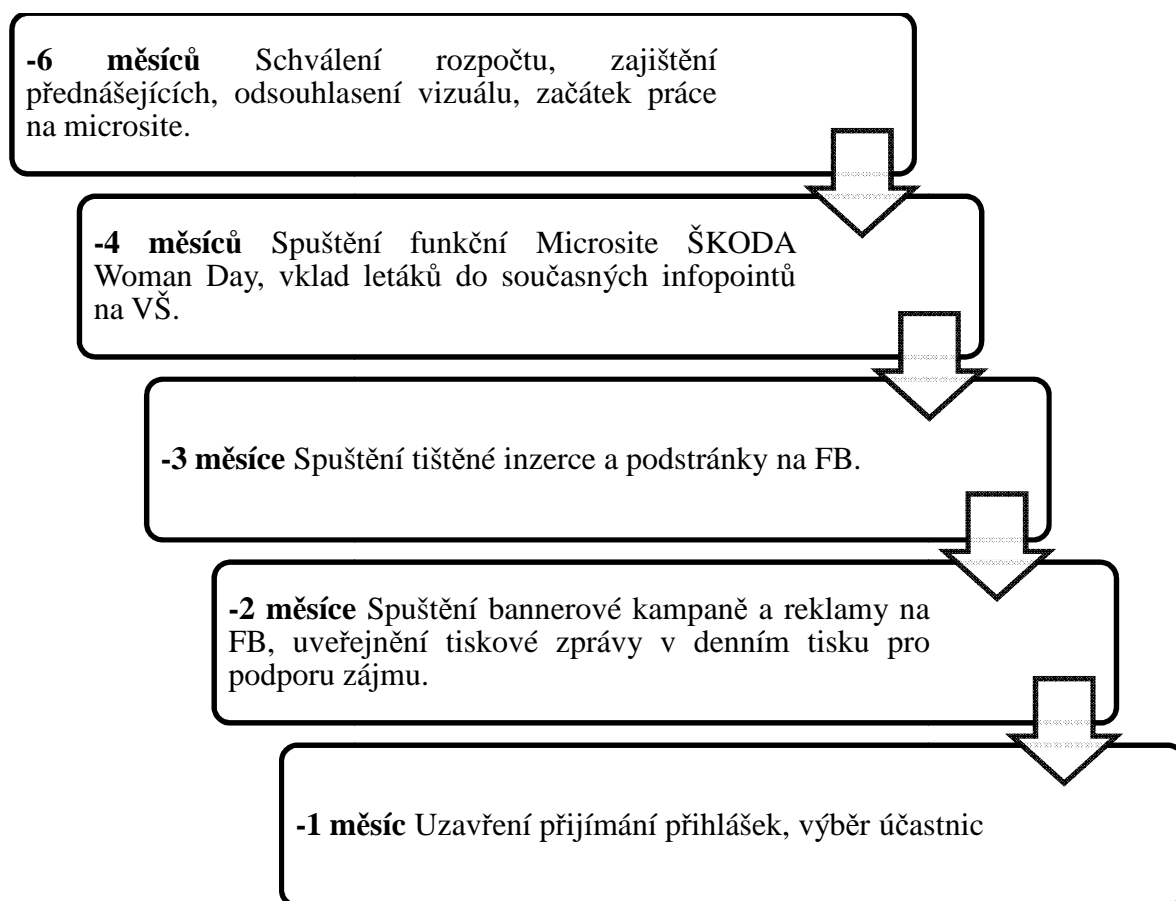 -6 měsíců Schválení rozpočtu, zajištění
přednášejících, odsouhlasení vizuálu, začátek práce
na microsite.
-4 měsíců Spuštění funkční Microsite ŠKODA
Woman Day, vklad letáků do současných infopointů
na VŠ.
-3 měsíce Spuštění tištěné inzerce a podstránky na FB.
-2 měsíce Spuštění bannerové kampaně a reklamy na
FB, uveřejnění tiskové zprávy v denním tisku pro
podporu zájmu.
-1 měsíc Uzavření přijímání přihlášek, výběr účastnic